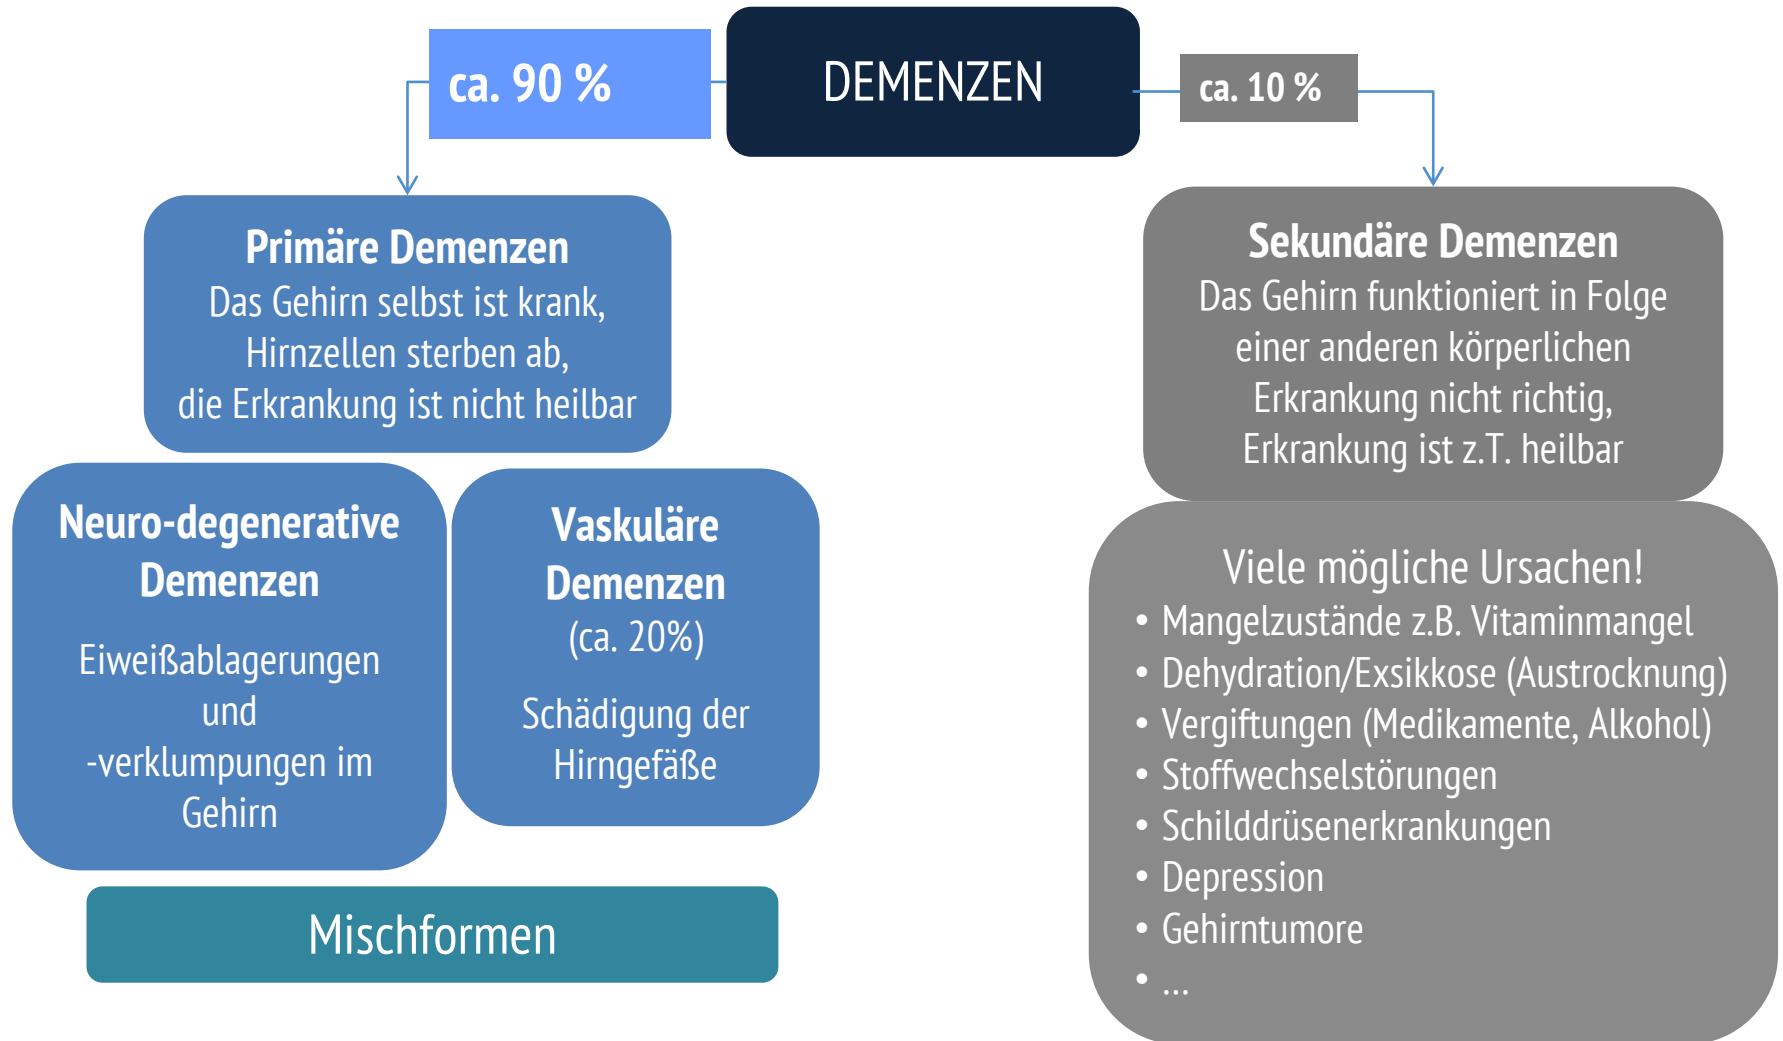 DEMENZEN
ca. 90 %
ca. 10 %
Primäre Demenzen
Das Gehirn selbst ist krank,
Hirnzellen sterben ab,
die Erkrankung ist nicht heilbar
Neuro-degenerative
Demenzen
Eiweißablagerungen
und
-verklumpungen im
Gehirn
Vaskuläre
Demenzen
(ca. 20%)
Schädigung der
Hirngefäße
Mischformen
Sekundäre Demenzen
Das Gehirn funktioniert in Folge
einer anderen körperlichen
Erkrankung nicht richtig,
Erkrankung ist z.T. heilbar
Viele mögliche Ursachen!
• Mangelzustände z.B. Vitaminmangel
• Dehydration/Exsikkose (Austrocknung)
• Vergiftungen (Medikamente, Alkohol)
• Stoffwechselstörungen
• Schilddrüsenerkrankungen
• Depression
• Gehirntumore
• …